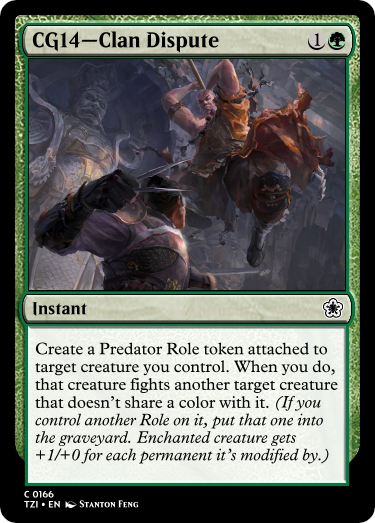 CG14—Clan Dispute 1
Instant
Create a Predator Role token attached to
target creature you control. When you do,
that creature fights another target creature
that doesn't share a color with it. (If you
control another Role on it, put that one into
the graveyard. Enchanted creature gets
+1/+0 for each permanent it's modified by.)
C 0166
TZI • EN Stanton Feng